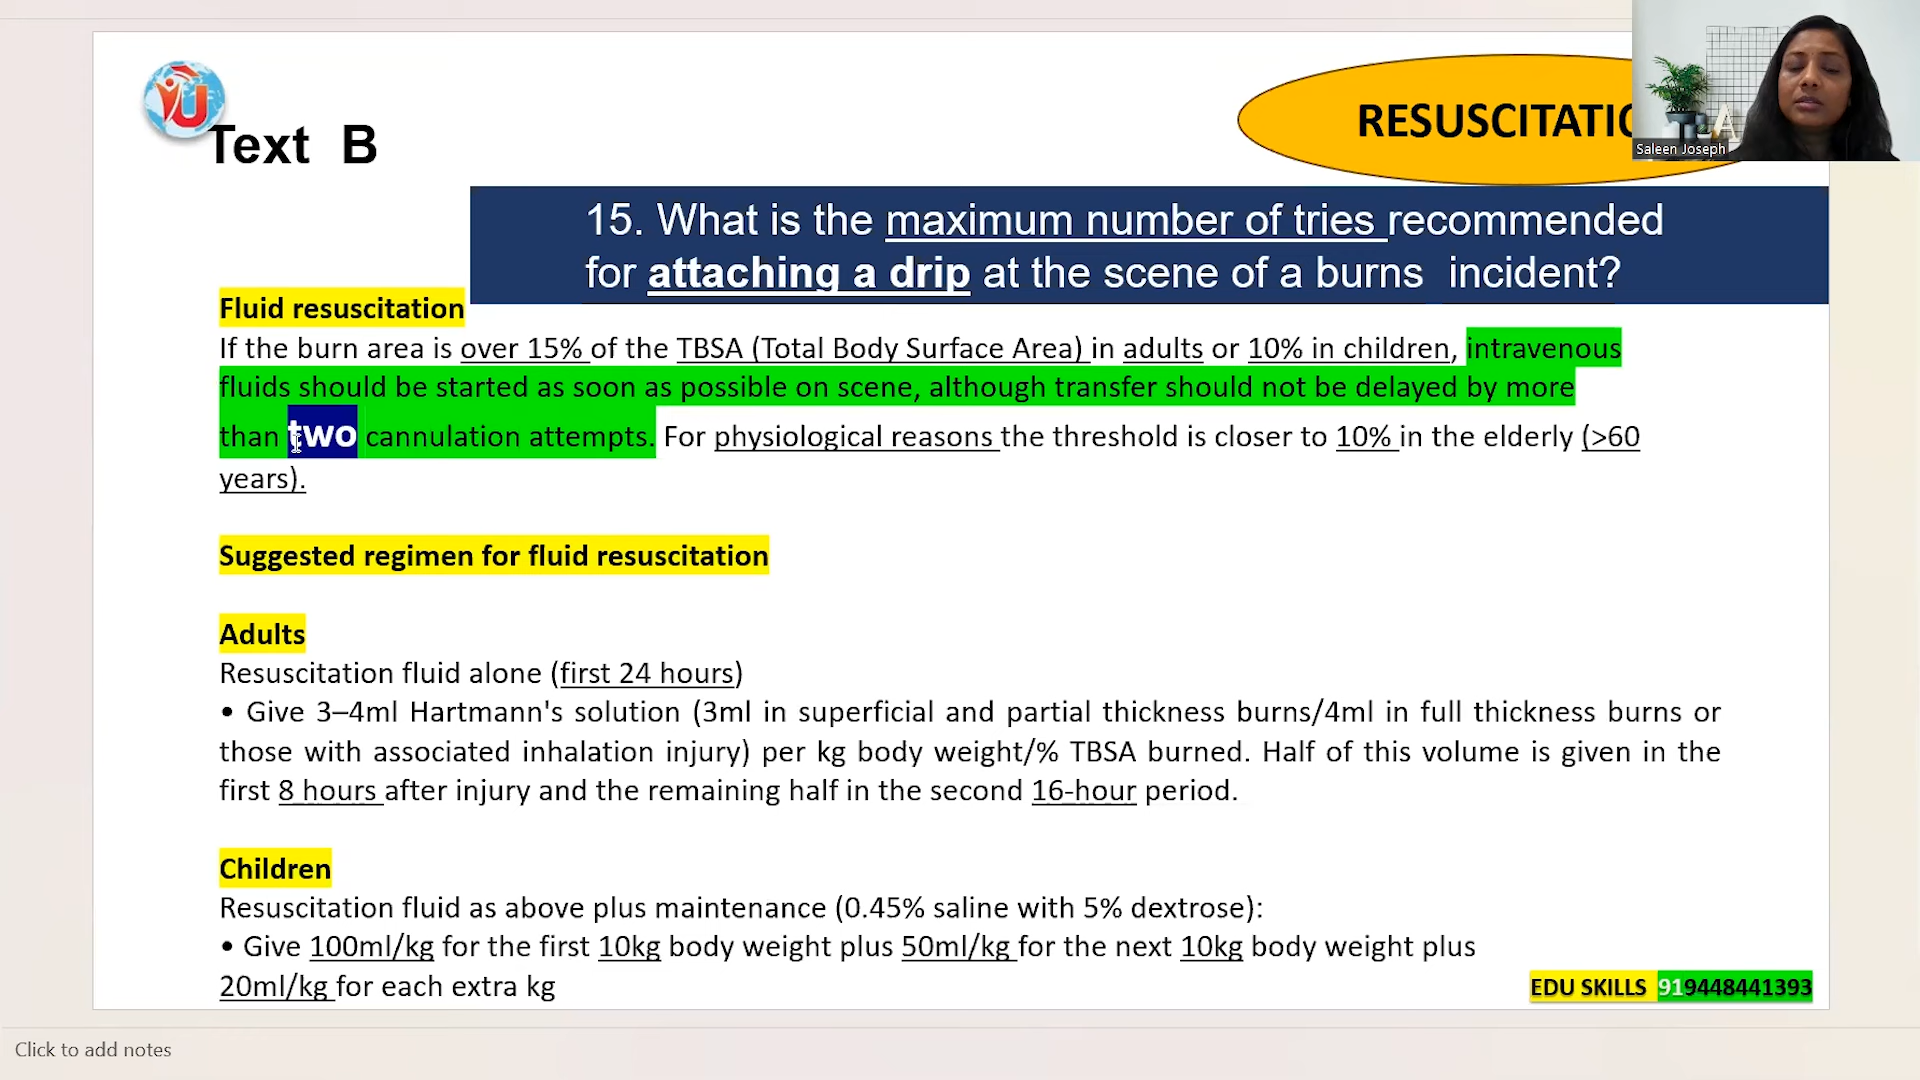 Text B
RESUSCITATIO
Saleen Joseph
15. What is the maximum number of tries recommended
for attaching a drip at the scene of a burns incident?
Fluid resuscitation
If the burn area is over 15% of the TBSA (Total Body Surface Area) in adults or 10% in children, intravenous
fluids should be started as soon as possible on scene, although transfer should not be delayed by more
than two cannulation attempts. For physiological reasons the threshold is closer to 10% in the elderly (>60
years).
Suggested regimen for fluid resuscitation
Adults
Resuscitation fluid alone (first 24 hours)
• Give 3–4ml Hartmann's solution (3ml in superficial and partial thickness burns/4ml in full thickness burns or
those with associated inhalation injury) per kg body weight/% TBSA burned. Half of this volume is given in the
first 8 hours after injury and the remaining half in the second 16-hour period.
Children
Resuscitation fluid as above plus maintenance (0.45% saline with 5% dextrose):
• Give 100ml/kg for the first 10kg body weight plus 50ml/kg for the next 10kg body weight plus
20ml/kg for each extra kg
EDU SKILLS 919448441393
Click to add notes